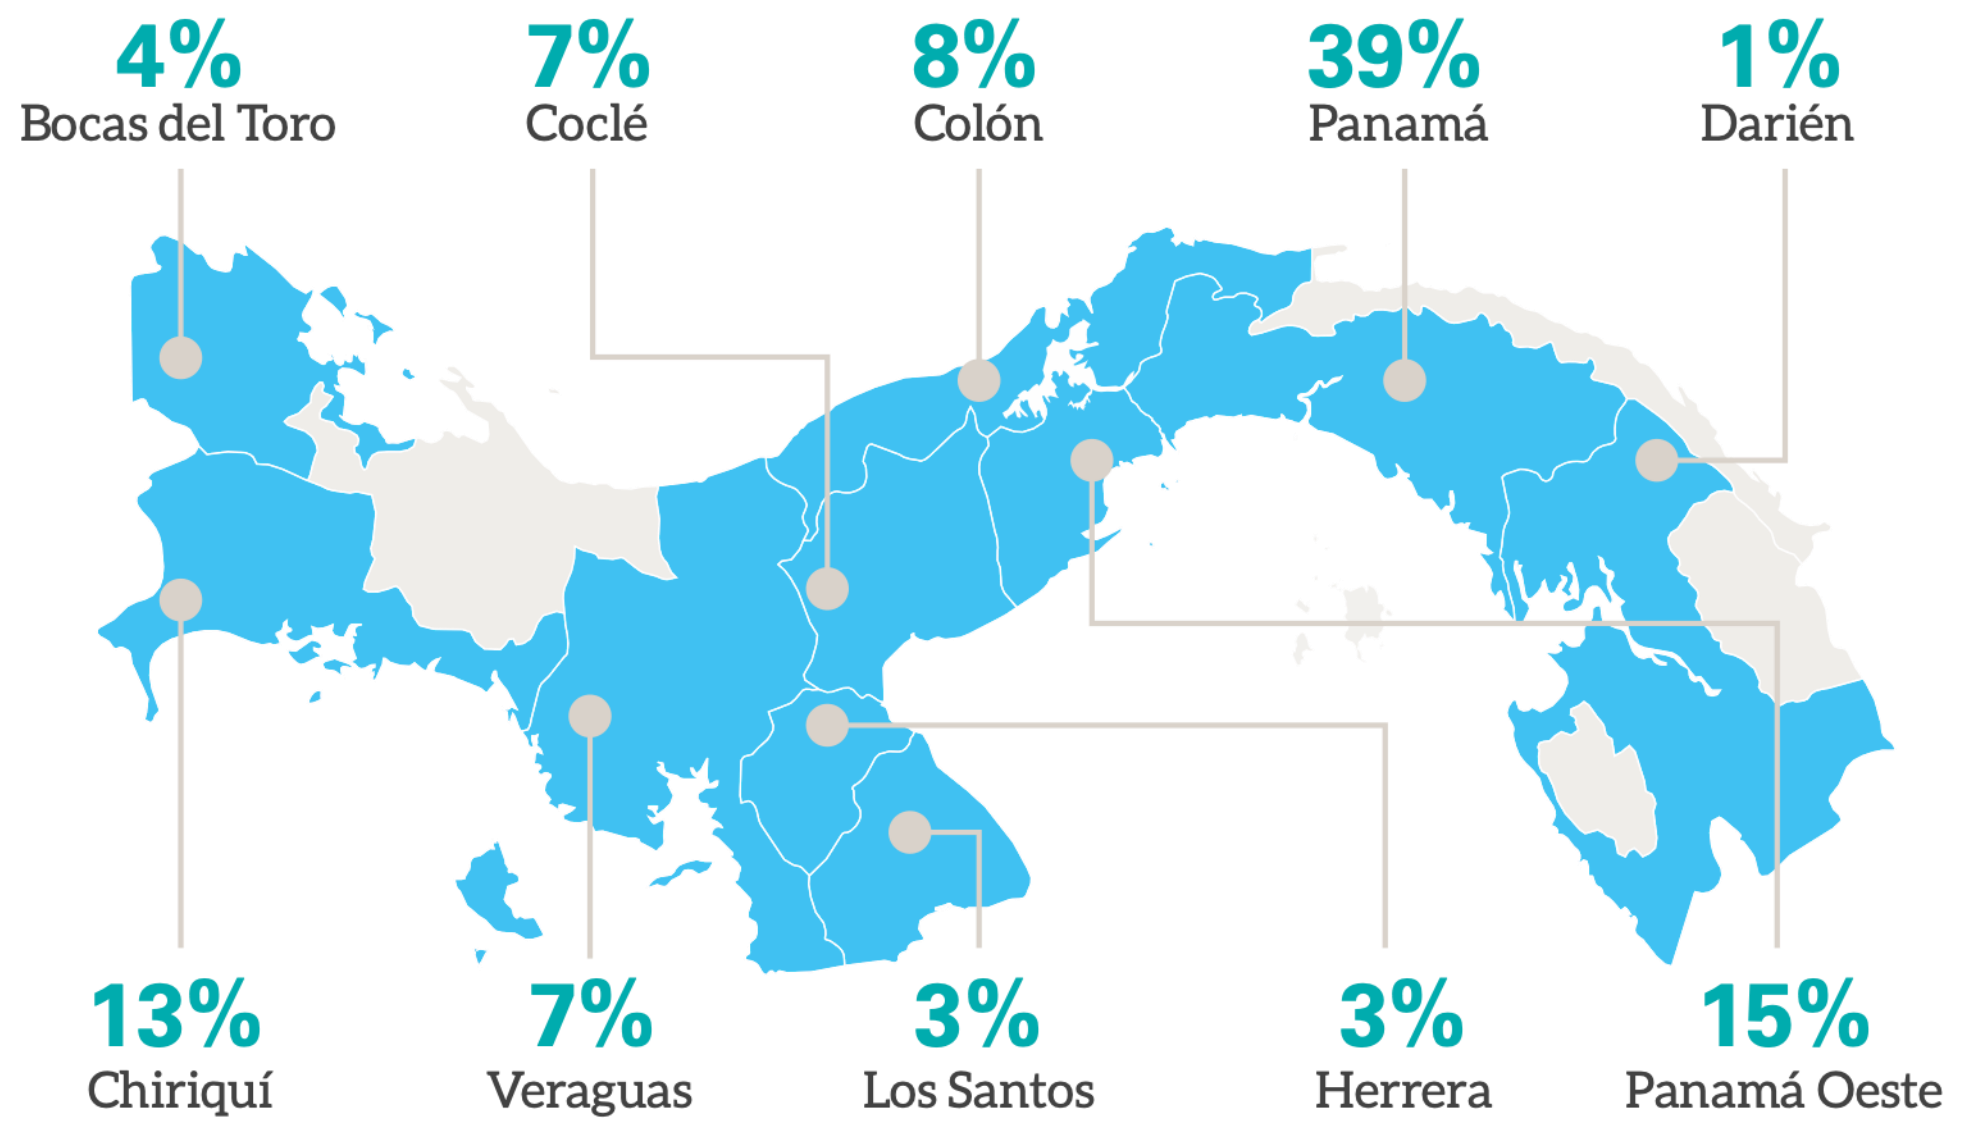 4%
Bocas del Toro
7%
Coclé
8%
Colón
39%
Panamá
1%
Darién
13%
Chiriquí
7%
Veraguas
3%
Los Santos
3%
Herrera
15%
Panamá Oeste